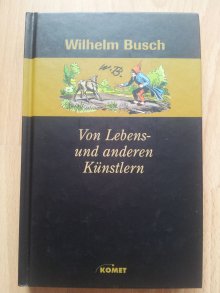 Wilhelm Busch
W.B.
Von Lebens-
und anderen
Künstlern
KOMET